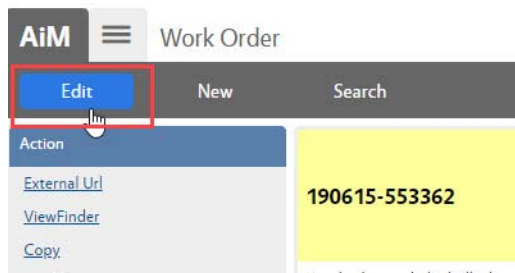 AiM Work Order
Edit New Search
Action
External Url
ViewFinder
Copy
190615-553362